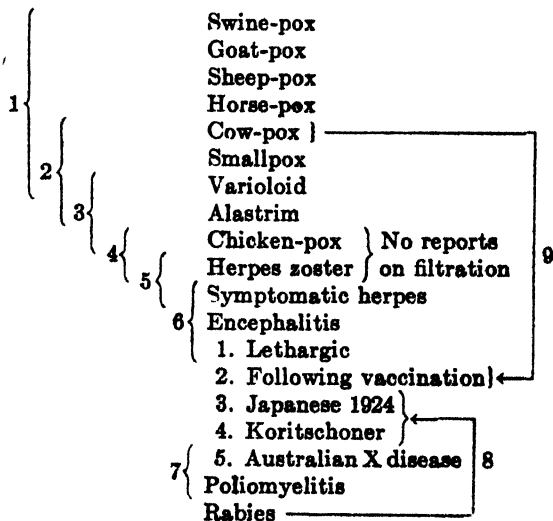 Swine-pox
Goat-pox
Sheep-pox
Horse-pox
1
Cow-pox
Smallpox
2
Varioloid
3
Alastrim
4
Chicken-pox
No reports
5
Herpes zoster
on filtration
9
Symptomatic herpes
6
Encephalitis
1. Lethargic
2. Following vaccination
3. Japanese 1924
4. Koritschoner
5. Australian X disease
8
7
Poliomyelitis
Rabies